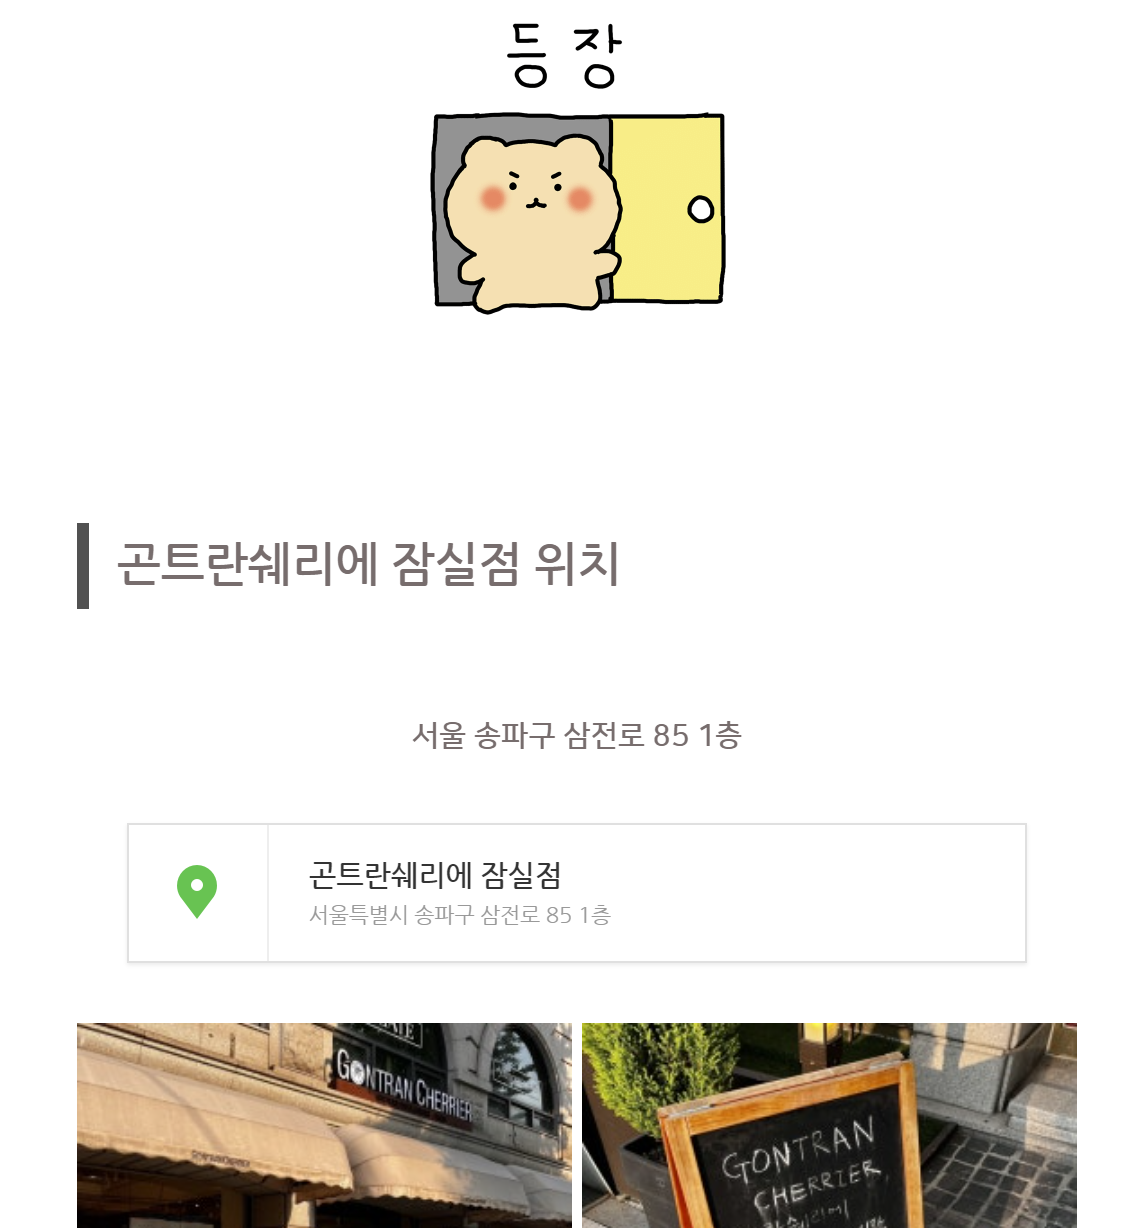 등장
곤트란쉐리에 잠실점 위치
서울 송파구 삼전로 85 1층
곤트란쉐리에 잠실점
서울특별시 송파구 삼전로 85 1층
GONTRAN CHERRIER
GONTRAN
CHERRIER,